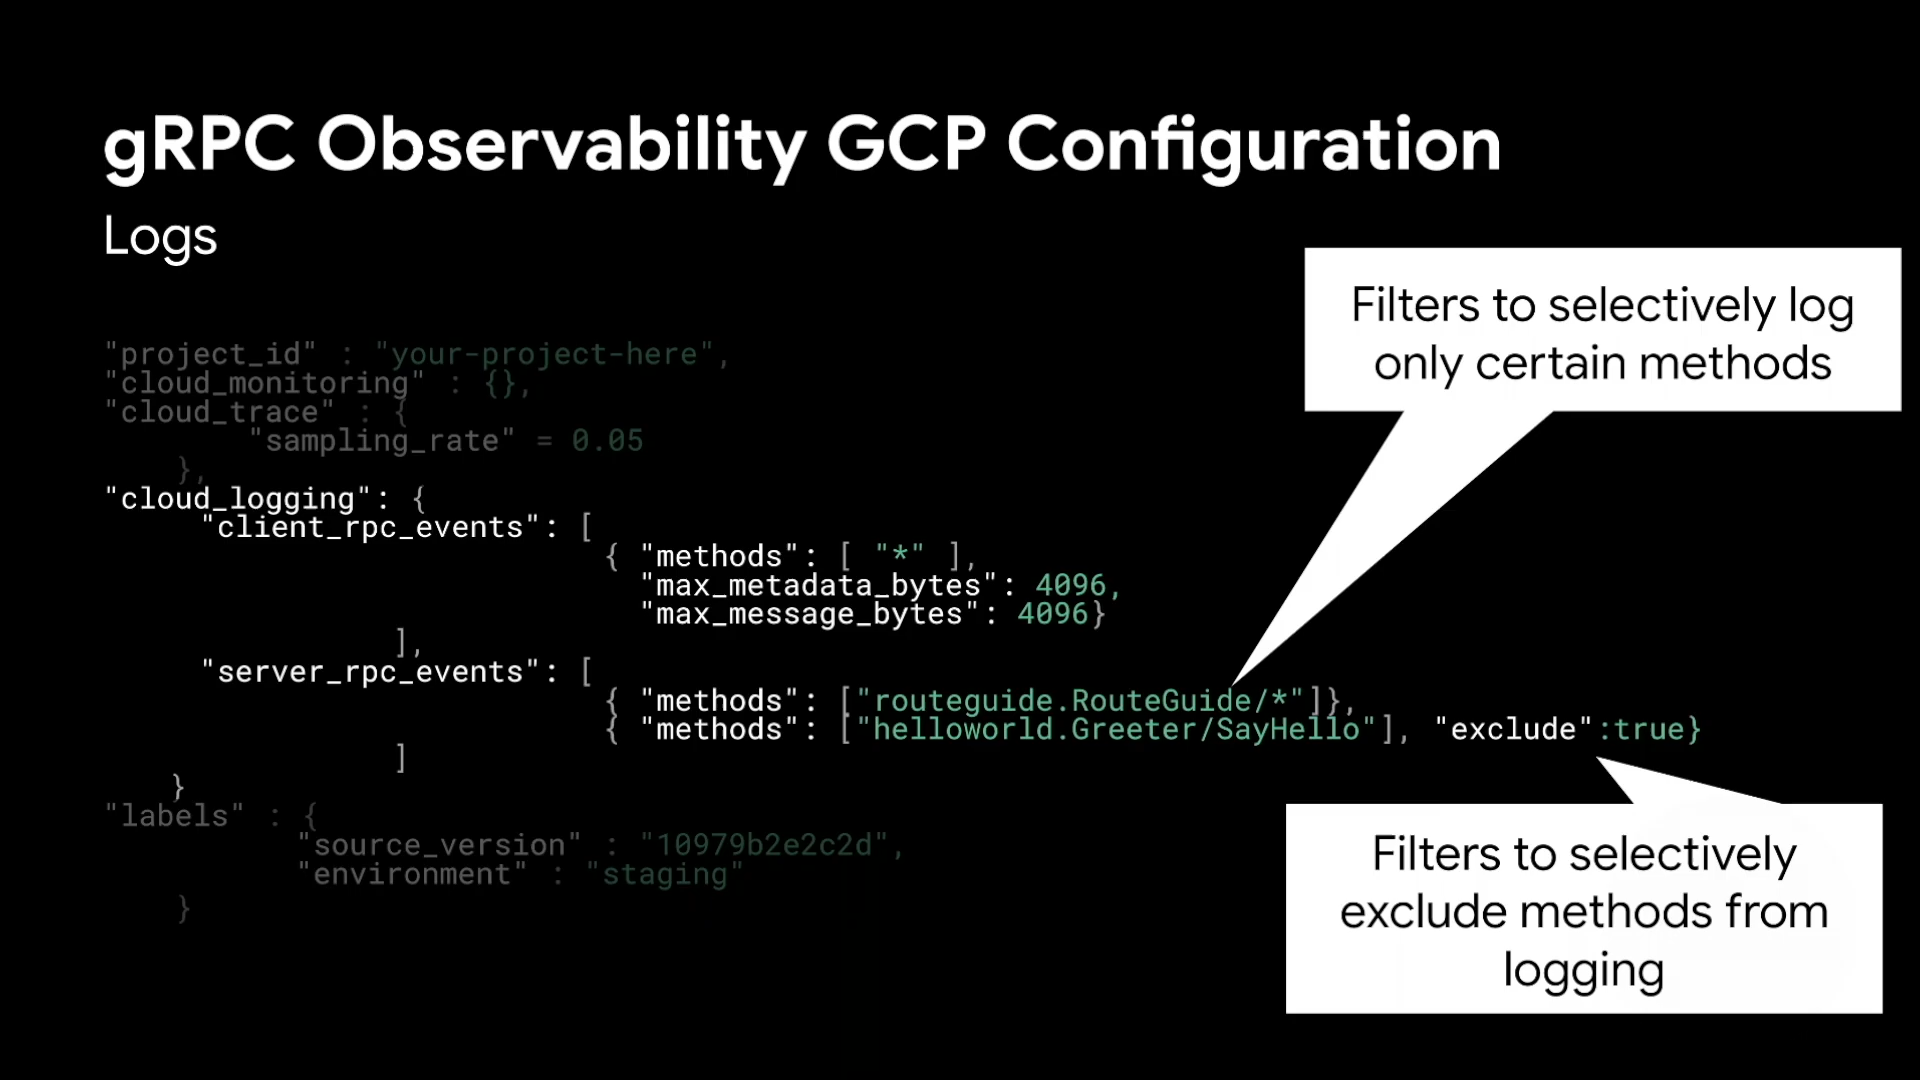 gRPC Observability GCP Configuration
Logs
Filters to selectively log
only certain methods
"project_id" : "your-project-here",
"cloud_monitoring" : {},
"cloud_trace" : {
"sampling_rate" = 0.05
},
"cloud_logging": {
"client_rpc_events": [
{ "methods": [ "*" ],
"max_metadata_bytes": 4096,
"max_message_bytes": 4096}
],
"server_rpc_events": [
{ "methods": ["routeguide.RouteGuide/*"]},
{ "methods": ["helloworld.Greeter/SayHello"], "exclude":true}
]
}
"labels" : {
"source_version" : "10979b2e2c2d",
"environment" : "staging"
}
Filters to selectively
exclude methods from
logging